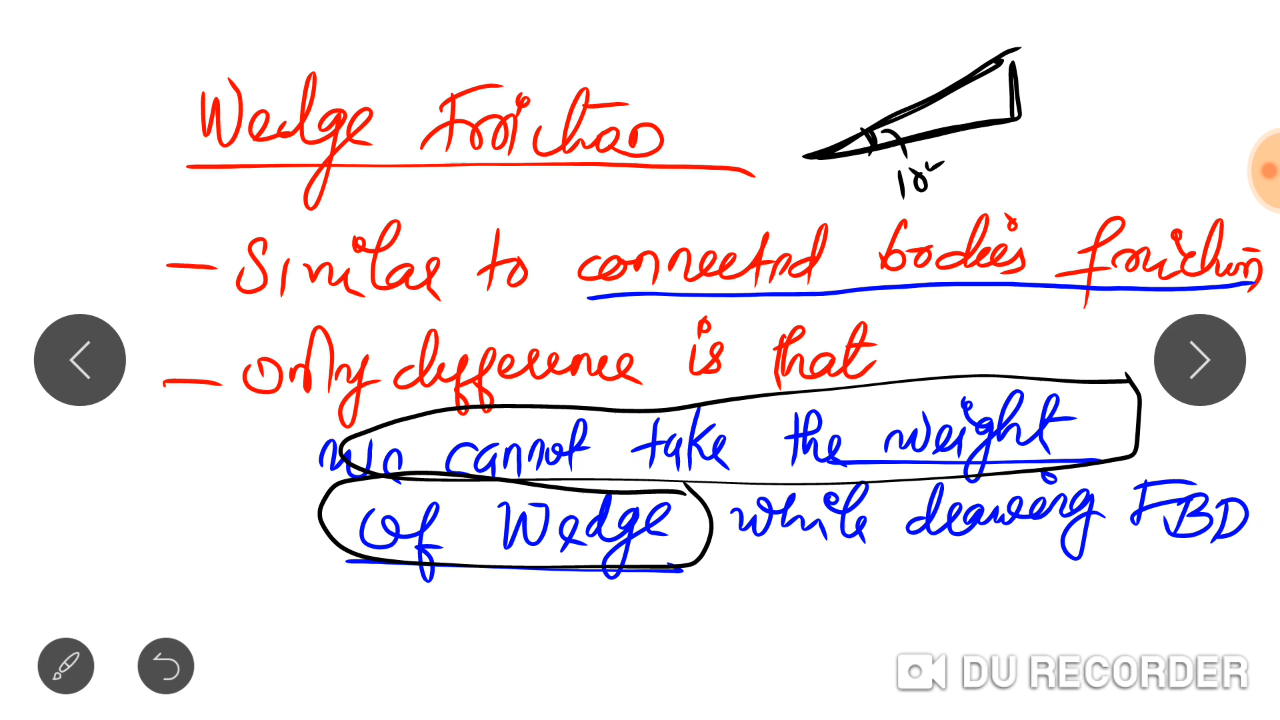 Wedge Friction
10°
- Similar to connected bodies friction
- only difference is that
we cannot take the weight
of Wedge while drawing FBD
DU RECORDER